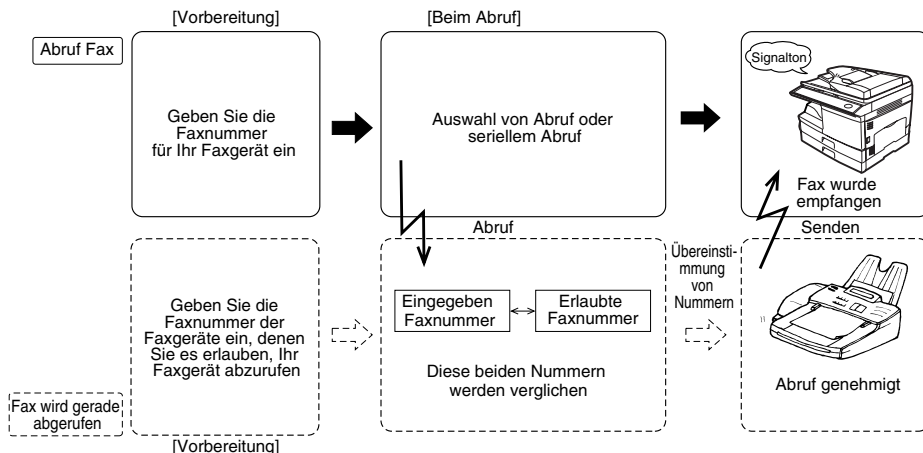 [Vorbereitung]
[Beim Abruf]
Abruf Fax
Geben Sie die
Faxnummer
für Ihr Faxgerät ein
Auswahl von Abruf oder
seriellem Abruf
Signalton
Fax wurde
empfangen
Abruf
Senden
Geben Sie die
Faxnummer der
Faxgeräte ein, denen
Sie es erlauben, Ihr
Faxgerät abzurufen
Eingegeben
Faxnummer
Erlaubte
Faxnummer
Diese beiden Nummern
werden verglichen
Übereinsti-
mmung
von
Nummern
Abruf genehmigt
Fax wird gerade
abgerufen
[Vorbereitung]